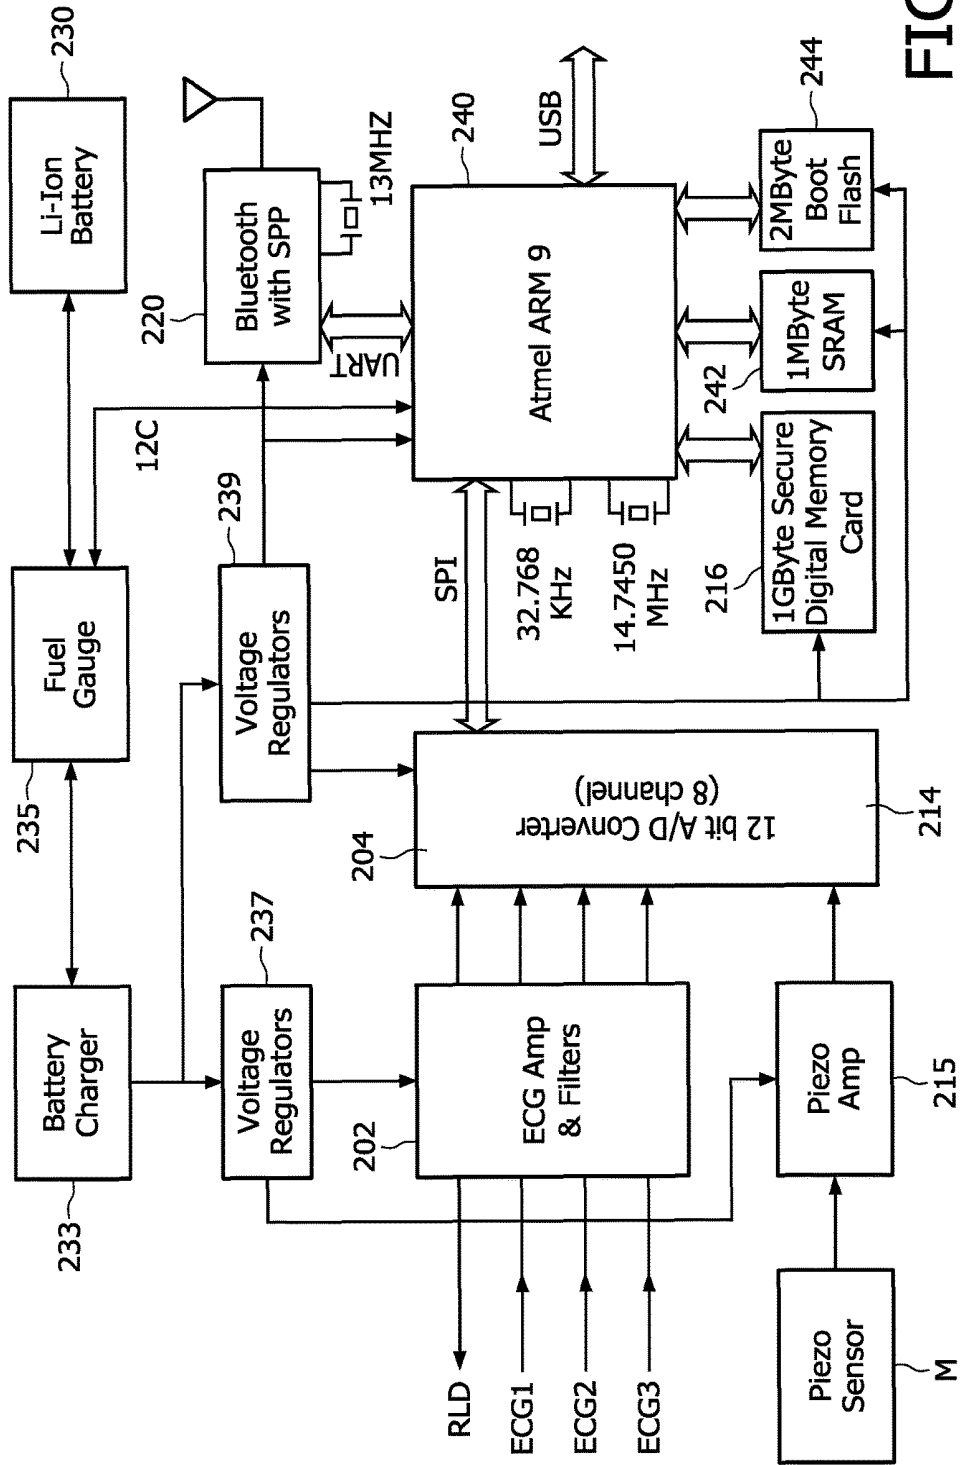 230
Li-Ion
Battery
Fuel
Gauge
235
Battery
Charger
233
12C
220
Bluetooth
with SPP
13MHZ
UART
239
Voltage
Regulators
237
Voltage
Regulators
240
Atmel ARM 9
USB
SPI
32.768
KHz
14.7450
MHz
204
12 bit A/D Converter
(8 channel)
214
202
ECG Amp
& Filters
RLD
ECG1
ECG2
ECG3
244
2MByte
Boot
Flash
242
1MByte
SRAM
216
1GByte Secure
Digital Memory
Card
Piezo
Amp
215
Piezo
Sensor
M